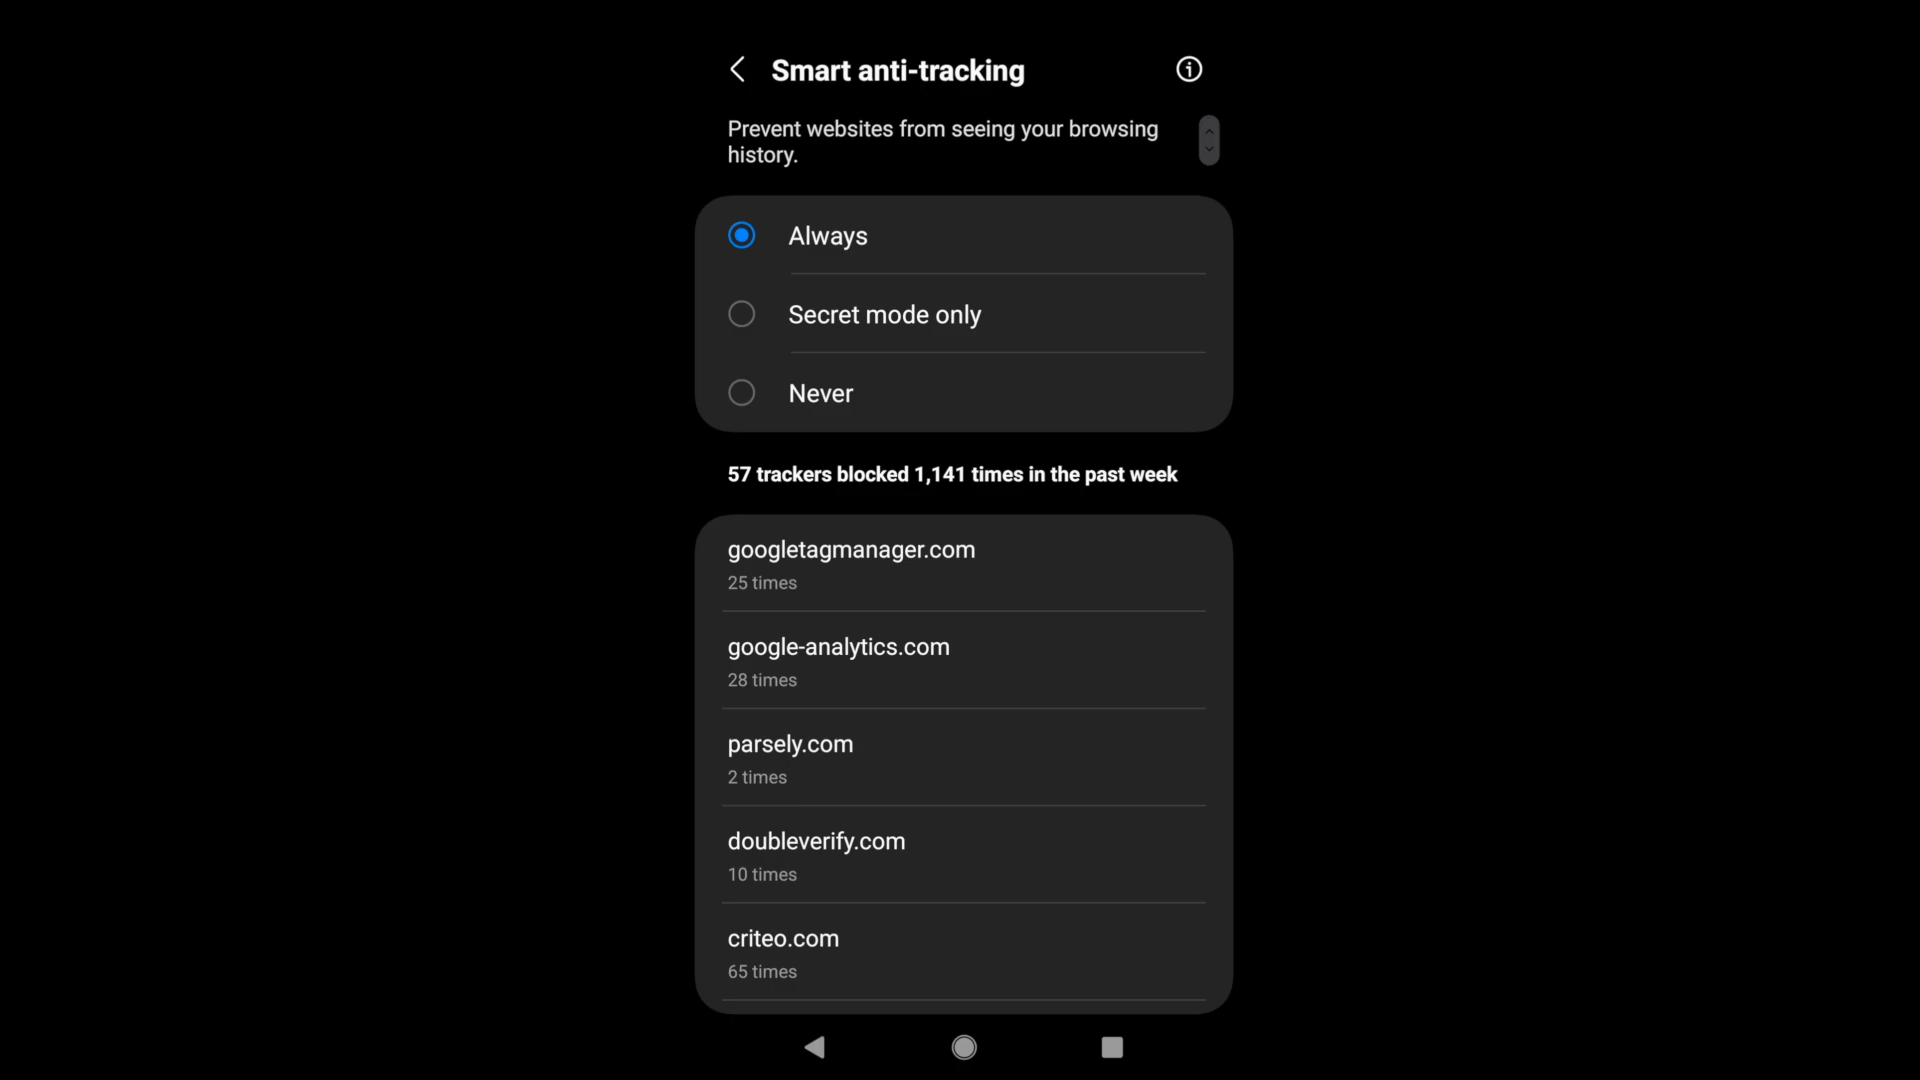 Smart anti-tracking
Prevent websites from seeing your browsing
history.
Always
Secret mode only
Never
57 trackers blocked 1,141 times in the past week
googletagmanager.com
25 times
google-analytics.com
28 times
parsely.com
2 times
doubleverify.com
10 times
criteo.com
65 times